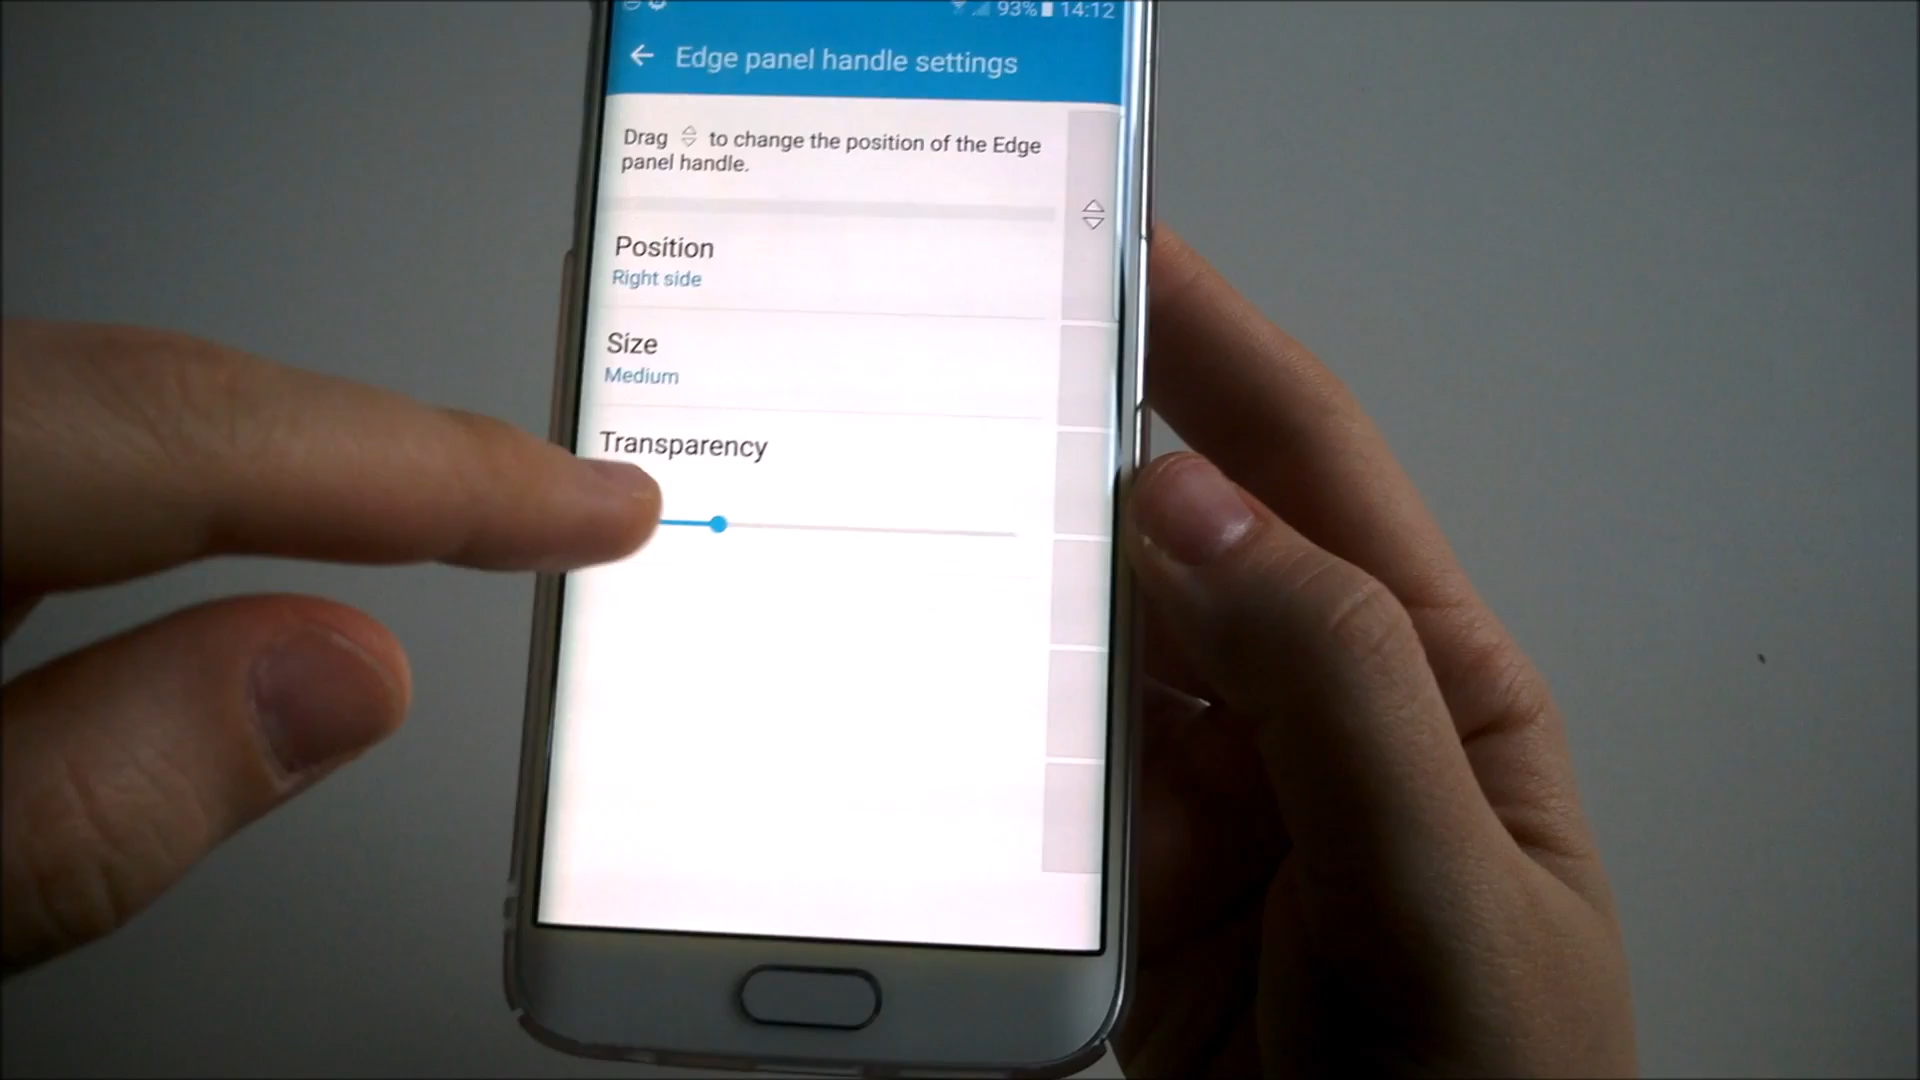 93% 14:12
Edge panel handle settings
Drag to change the position of the Edge
panel handle.
Position
Right side
Size
Medium
Transparency